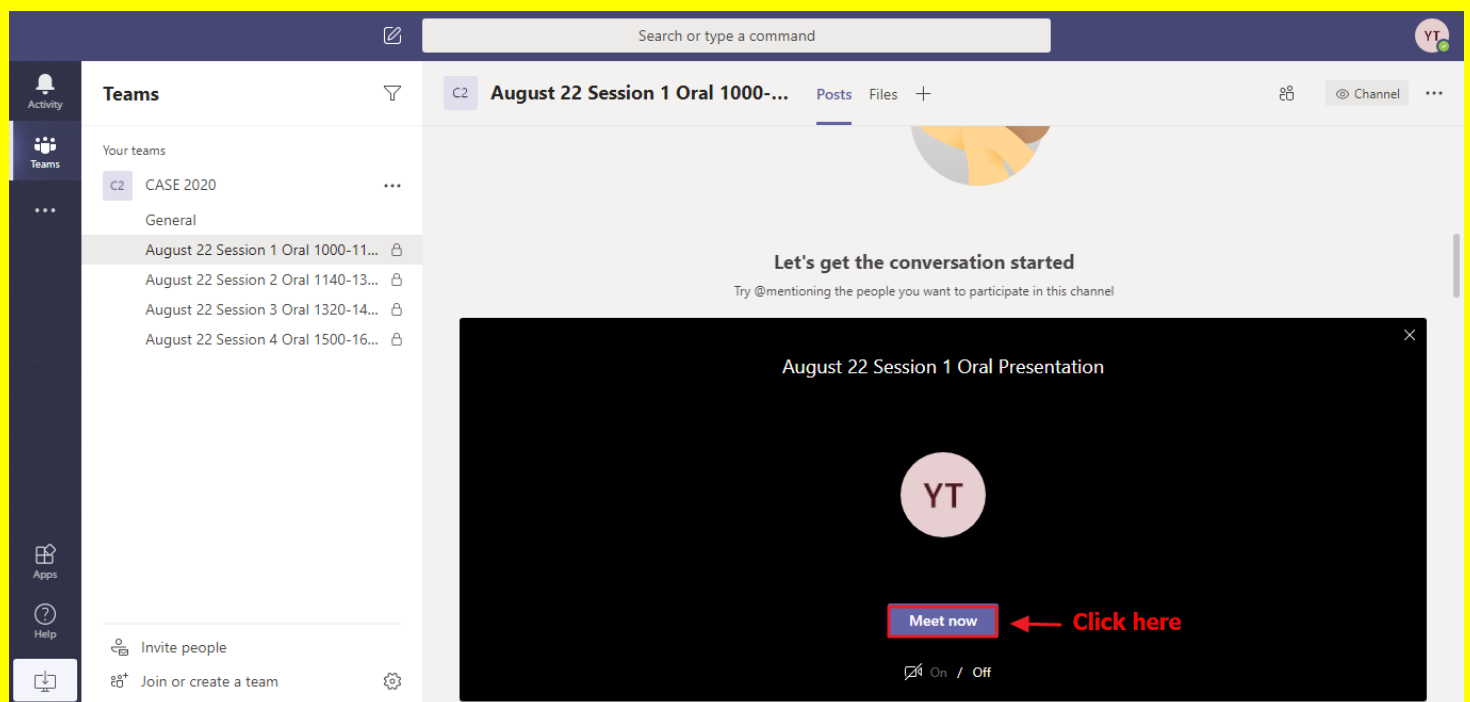 Search or type a command
YT
Activity
Teams
Apps
Help
Teams
Your teams
C2 CASE 2020
General
August 22 Session 1 Oral 1000-11...
August 22 Session 2 Oral 1140-13...
August 22 Session 3 Oral 1320-14...
August 22 Session 4 Oral 1500-16...
Invite people
Join or create a team
C2 August 22 Session 1 Oral 1000-... Posts Files Channel
Let's get the conversation started
Try @mentioning the people you want to participate in this channel
August 22 Session 1 Oral Presentation
YT
Meet now Click here
On / Off